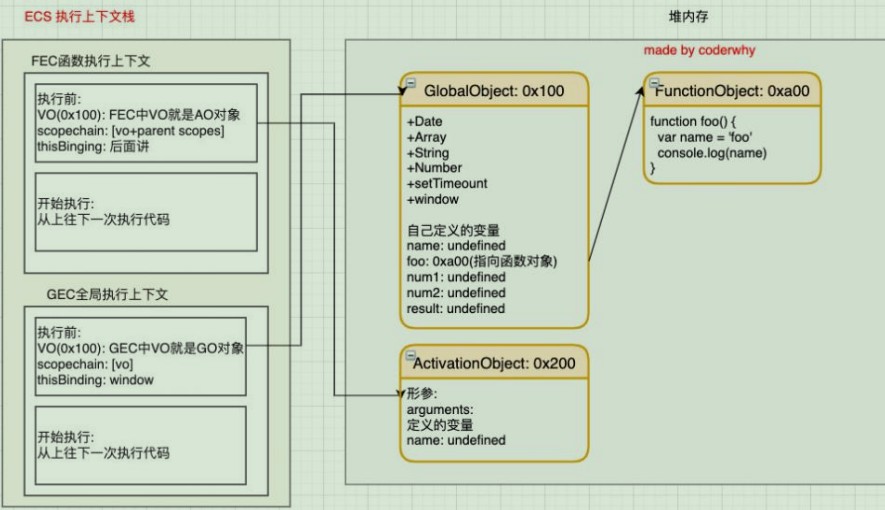 ECS 执行上下文栈
FEC函数执行上下文
执行前:
VO(0x100): FEC中VO就是AO对象
scopechain: [vo+parent scopes]
thisBinging: 后面讲
开始执行:
从上往下一次执行代码
GEC全局执行上下文
执行前:
VO(0x100): GEC中VO就是GO对象
scopechain: [vo]
thisBinding: window
开始执行:
从上往下一次执行代码
堆内存
made by coderwhy
GlobalObject: 0x100
+Date
+Array
+String
+Number
+setTimeount
+window
自己定义的变量
name: undefined
foo: 0xa00(指向函数对象)
num1: undefined
num2: undefined
result: undefined
FunctionObject: 0xa00
function foo() {
var name = 'foo'
console.log(name)
}
ActivationObject: 0x200
形参:
arguments:
定义的变量
name: undefined